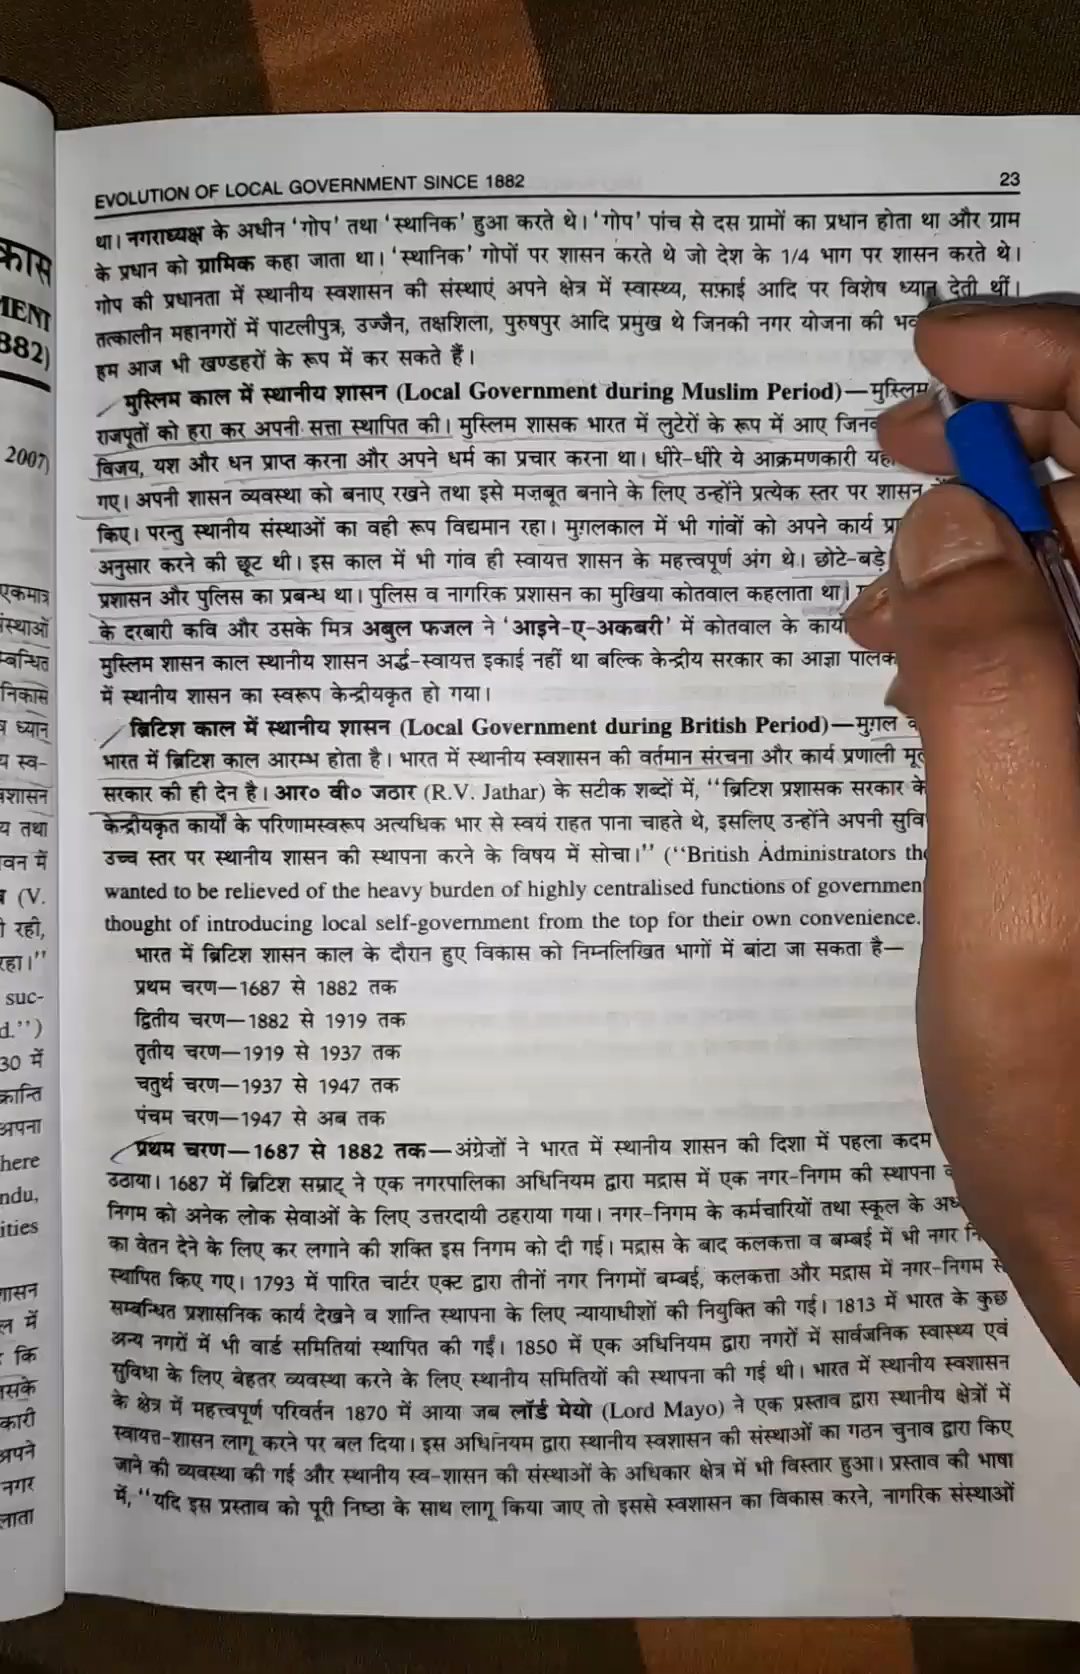 EVOLUTION OF LOCAL GOVERNMENT SINCE 1882 23
था। नगराध्यक्ष के अधीन 'गोप' तथा 'स्थानिक' हुआ करते थे। 'गोप' पांच से दस ग्रामों का प्रधान होता था और ग्राम
के प्रधान को ग्रामिक कहा जाता था। 'स्थानिक' गोपों पर शासन करते थे जो देश के 1/4 भाग पर शासन करते थे।
गोप की प्रधानता में स्थानीय स्वशासन की संस्थाएं अपने क्षेत्र में स्वास्थ्य, सफ़ाई आदि पर विशेष ध्यान देती थीं।
तत्कालीन महानगरों में पाटलीपुत्र, उज्जैन, तक्षशिला, पुरुषपुर आदि प्रमुख थे जिनकी नगर योजना की
हम आज भी खण्डहरों के रूप में कर सकते हैं।
मुस्लिम काल में स्थानीय शासन (Local Government during Muslim Period)—मुस्लिम
राजपूतों को हरा कर अपनी सत्ता स्थापित की। मुस्लिम शासक भारत में लुटेरों के रूप में आए
विजय, यश और धन प्राप्त करना और अपने धर्म का प्रचार करना था। धीरे-धीरे ये आक्रमणकारी
गए। अपनी शासन व्यवस्था को बनाए रखने तथा इसे मज़बूत बनाने के लिए उन्होंने प्रत्येक स्तर पर शासन
किए। परन्तु स्थानीय संस्थाओं का वही रूप विद्यमान रहा। मुग़लकाल में भी गांवों को अपने कार्य
अनुसार करने की छूट थी। इस काल में भी गांव ही स्वायत्त शासन के महत्त्वपूर्ण अंग थे। छोटे-बड़े
प्रशासन और पुलिस का प्रबन्ध था। पुलिस व नागरिक प्रशासन का मुखिया कोतवाल कहलाता था।
के दरबारी कवि और उसके मित्र अबुल फजल ने 'आइने-ए-अकबरी' में कोतवाल के
मुस्लिम शासन काल स्थानीय शासन अर्द्ध-स्वायत्त इकाई नहीं था बल्कि केन्द्रीय सरकार का आज्ञा पालक
में स्थानीय शासन का स्वरूप केन्द्रीयकृत हो गया।
ब्रिटिश काल में स्थानीय शासन (Local Government during British Period)—मुग़ल
भारत में ब्रिटिश काल आरम्भ होता है। भारत में स्थानीय स्वशासन की वर्तमान संरचना और कार्य प्रणाली
सरकार की ही देन है। आर० वी० जठार (R.V. Jathar) के सटीक शब्दों में, "ब्रिटिश प्रशासक सरकार के
केन्द्रीयकृत कार्यों के परिणामस्वरूप अत्यधिक भार से स्वयं राहत पाना चाहते थे, इसलिए उन्होंने अपनी
उच्च स्तर पर स्थानीय शासन की स्थापना करने के विषय में सोचा।" ("British Administrators
wanted to be relieved of the heavy burden of highly centralised functions of
thought of introducing local self-government from the top for their own convenience.
भारत में ब्रिटिश शासन काल के दौरान हुए विकास को निम्नलिखित भागों में बांटा जा सकता है—
प्रथम चरण—1687 से 1882 तक
द्वितीय चरण—1882 से 1919 तक
तृतीय चरण—1919 से 1937 तक
चतुर्थ चरण—1937 से 1947 तक
पंचम चरण—1947 से अब तक
प्रथम चरण—1687 से 1882 तक—अंग्रेज़ों ने भारत में स्थानीय शासन की दिशा में पहला कदम
उठाया। 1687 में ब्रिटिश सम्राट् ने एक नगरपालिका अधिनियम द्वारा मद्रास में एक नगर-निगम की स्थापना
निगम को अनेक लोक सेवाओं के लिए उत्तरदायी ठहराया गया। नगर-निगम के कर्मचारियों तथा स्कूल के
का वेतन देने के लिए कर लगाने की शक्ति इस निगम को दी गई। मद्रास के बाद कलकत्ता व बम्बई में भी नगर
स्थापित किए गए। 1793 में पारित चार्टर एक्ट द्वारा तीनों नगर निगमों बम्बई, कलकत्ता और मद्रास में नगर-निगम से
सम्बन्धित प्रशासनिक कार्य देखने व शान्ति स्थापना के लिए न्यायाधीशों की नियुक्ति की गई। 1813 में भारत के कुछ
अन्य नगरों में भी वार्ड समितियां स्थापित की गईं। 1850 में एक अधिनियम द्वारा नगरों में सार्वजनिक स्वास्थ्य एवं
सुविधा के लिए बेहतर व्यवस्था करने के लिए स्थानीय समितियों की स्थापना की गई थी। भारत में स्थानीय स्वशासन
के क्षेत्र में महत्त्वपूर्ण परिवर्तन 1870 में आया जब लॉर्ड मेयो (Lord Mayo) ने एक प्रस्ताव द्वारा स्थानीय क्षेत्रों में
स्वायत्त-शासन लागू करने पर बल दिया। इस अधिनियम द्वारा स्थानीय स्वशासन की संस्थाओं का गठन चुनाव द्वारा किए
जाने की व्यवस्था की गई और स्थानीय स्व-शासन की संस्थाओं के अधिकार क्षेत्र में भी विस्तार हुआ। प्रस्ताव की भाषा
में, "यदि इस प्रस्ताव को पूरी निष्ठा के साथ लागू किया जाए तो इससे स्वशासन का विकास करने, नागरिक संस्थाओं